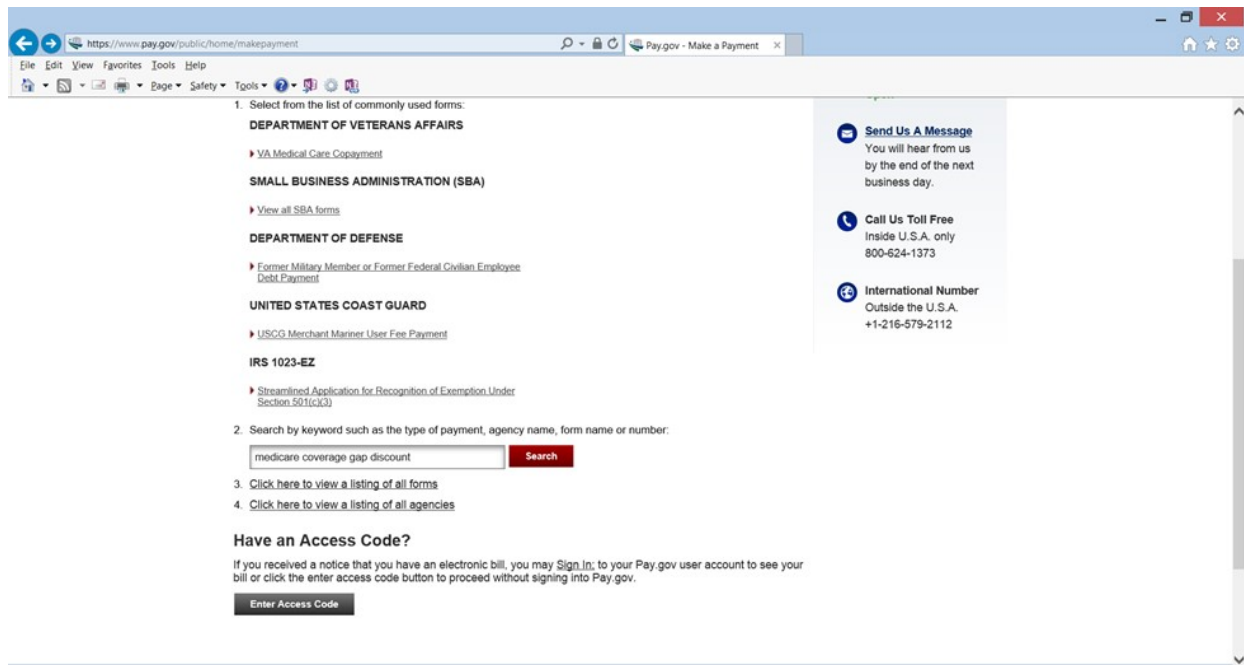 https://www.pay.gov/public/home/makepayment
Pay.gov - Make a Payment
File Edit View Favorites Tools Help
Page Safety Tools
1. Select from the list of commonly used forms:
DEPARTMENT OF VETERANS AFFAIRS
VA Medical Care Copayment
SMALL BUSINESS ADMINISTRATION (SBA)
View all SBA forms
DEPARTMENT OF DEFENSE
Former Military Member or Former Federal Civilian Employee
Debt Payment
UNITED STATES COAST GUARD
USCG Merchant Mariner User Fee Payment
IRS 1023-EZ
Streamlined Application for Recognition of Exemption Under
Section 501(c)(3)
2. Search by keyword such as the type of payment, agency name, form name or number:
medicare coverage gap discount
Search
3. Click here to view a listing of all forms
4. Click here to view a listing of all agencies
Have an Access Code?
If you received a notice that you have an electronic bill, you may Sign In: to your Pay.gov user account to see your
bill or click the enter access code button to proceed without signing into Pay.gov.
Enter Access Code
Send Us A Message
You will hear from us
by the end of the next
business day.
Call Us Toll Free
Inside U.S.A. only
800-624-1373
International Number
Outside the U.S.A.
+1-216-579-2112